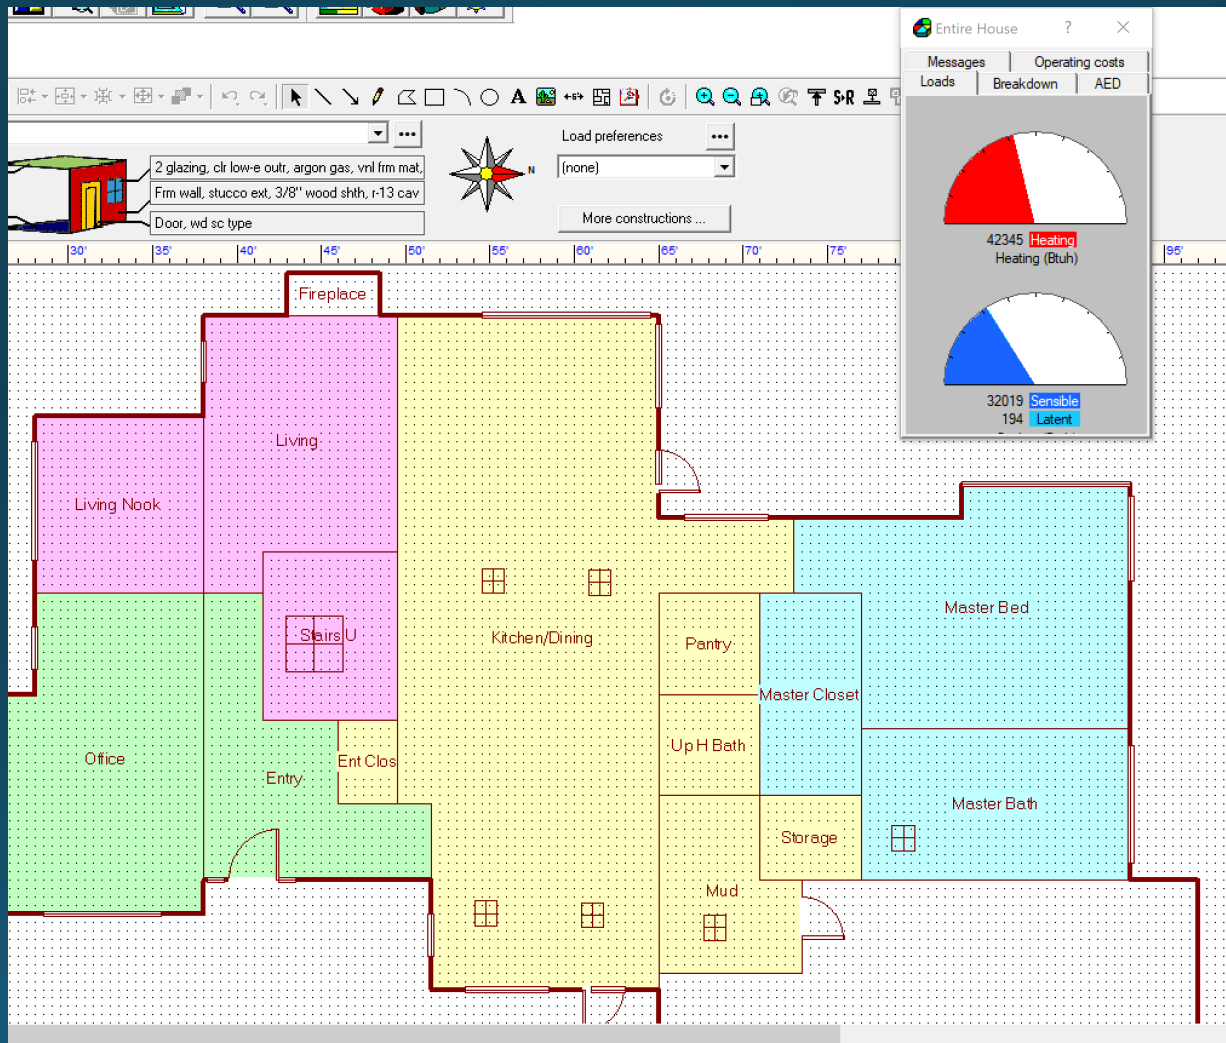 Entire House
?
Messages
Operating costs
Loads
Breakdown
AED
A
S▸R
Load preferences
(none)
More constructions ...
2 glazing, clr low-e outr, argon gas, vnl frm mat,
Frm wall, stucco ext, 3/8" wood shth, r-13 cav
Door, wd sc type
N
42345 Heating
Heating (Btuh)
32019 Sensible
194 Latent
30' 35' 40' 45' 50' 55' 60' 65' 70' 75' 95'
Fireplace
Living
Living Nook
Stairs U
Kitchen/Dining
Pantry
Master Bed
Master Closet
Up H Bath
Office
Entry
Ent Clos
Storage
Master Bath
Mud